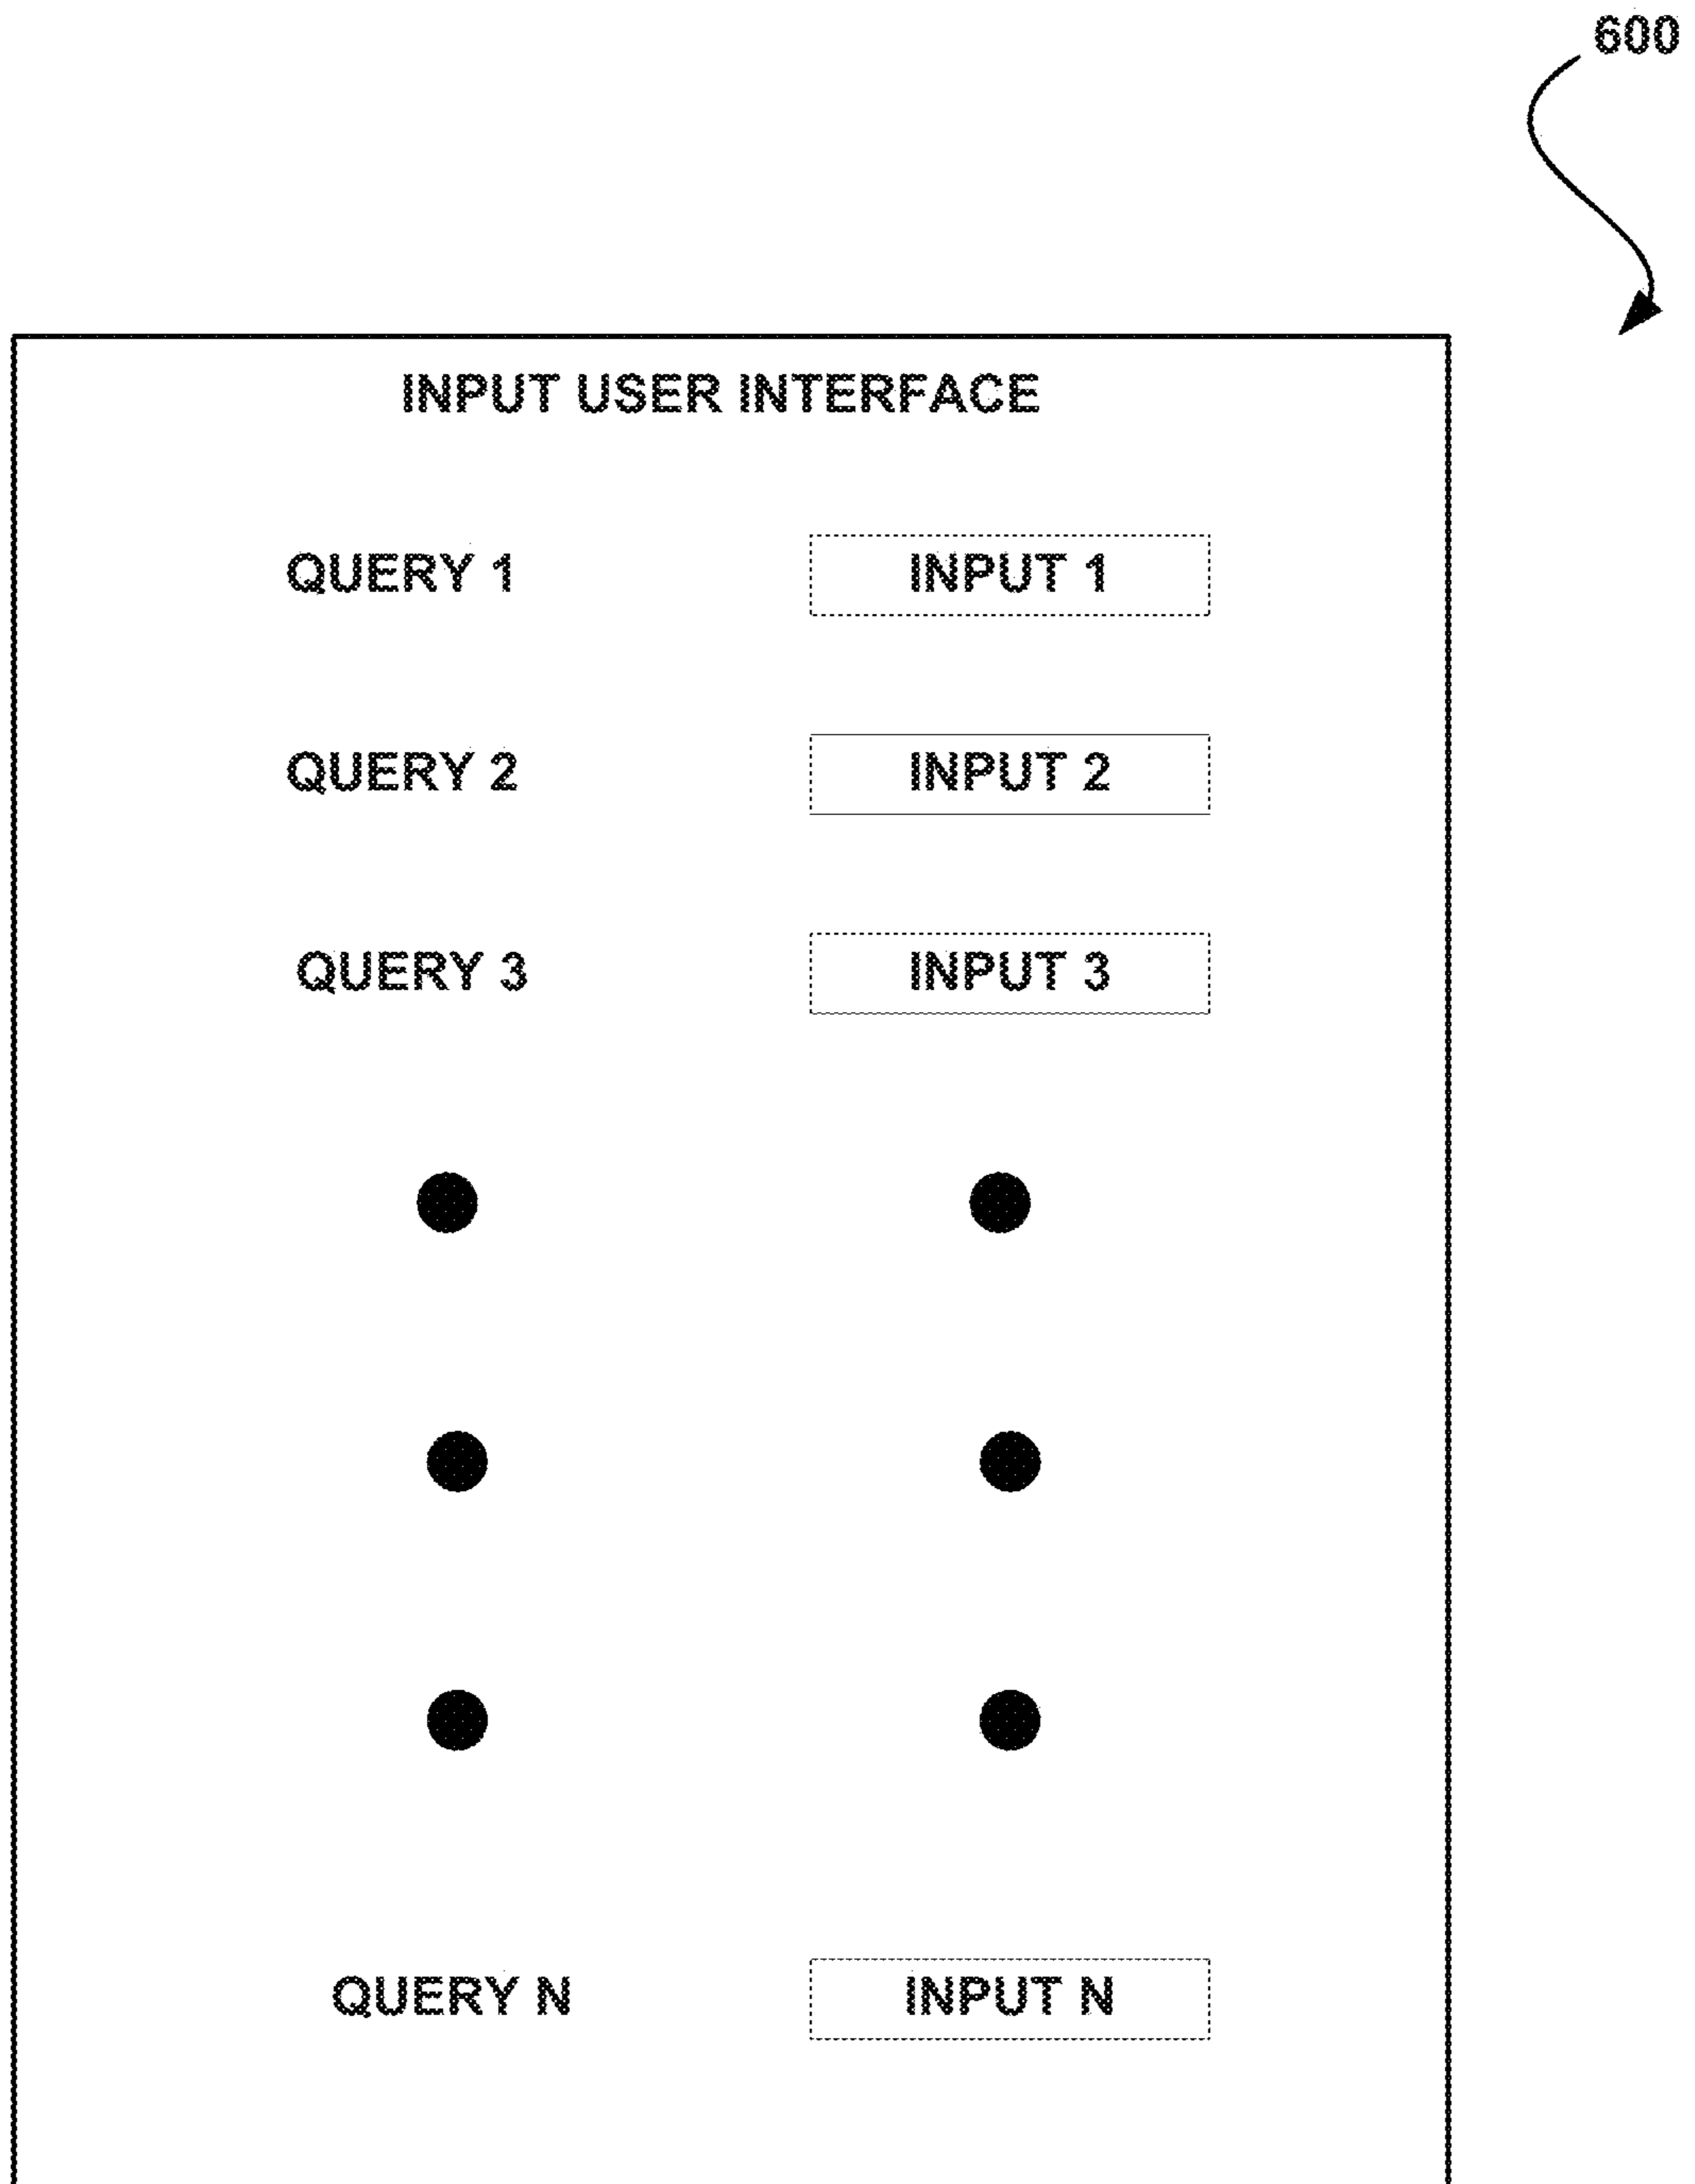 600
INPUT USER INTERFACE
QUERY 1 INPUT 1
QUERY 2 INPUT 2
QUERY 3 INPUT 3
QUERY N INPUT N